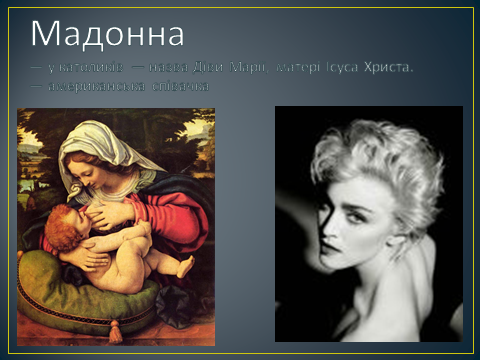 Мадонна
— у католиків — назва Діви Марії, матері Ісуса Христа.
— американська співачка